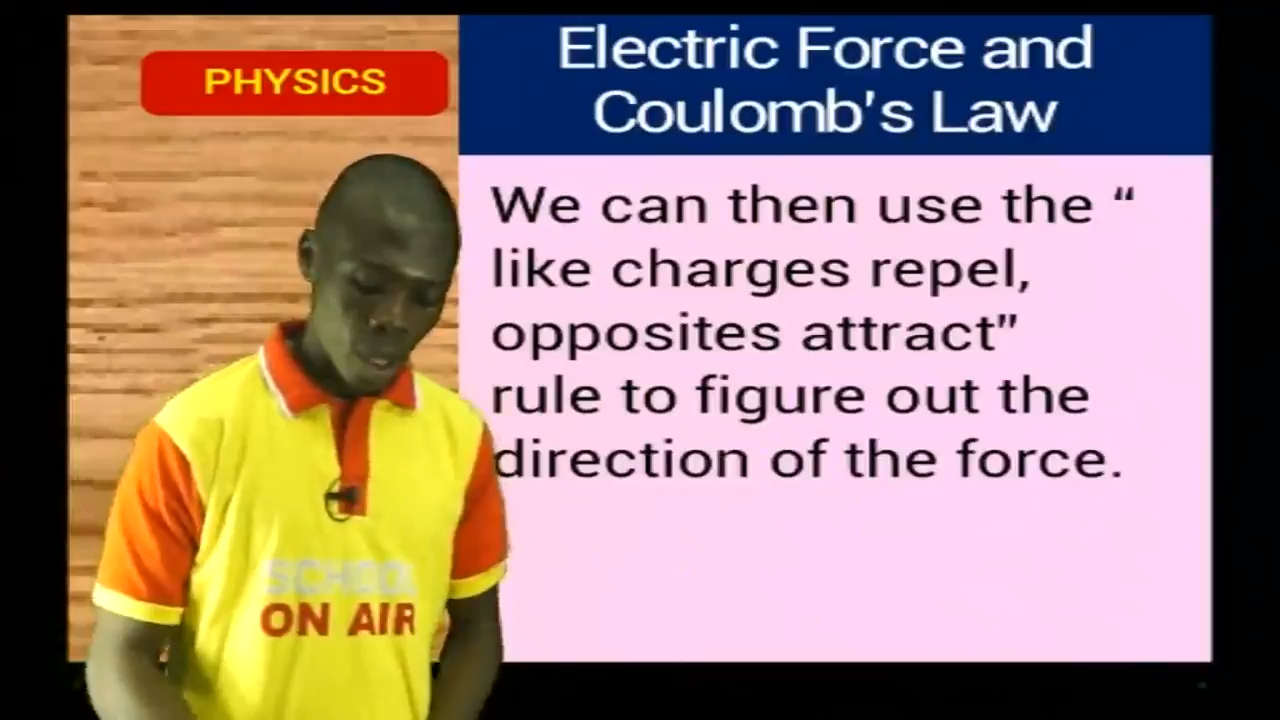 PHYSICS
Electric Force and
Coulomb's Law
We can then use the “
like charges repel,
opposites attract”
rule to figure out the
direction of the force.
SCHOOL
ON AIR